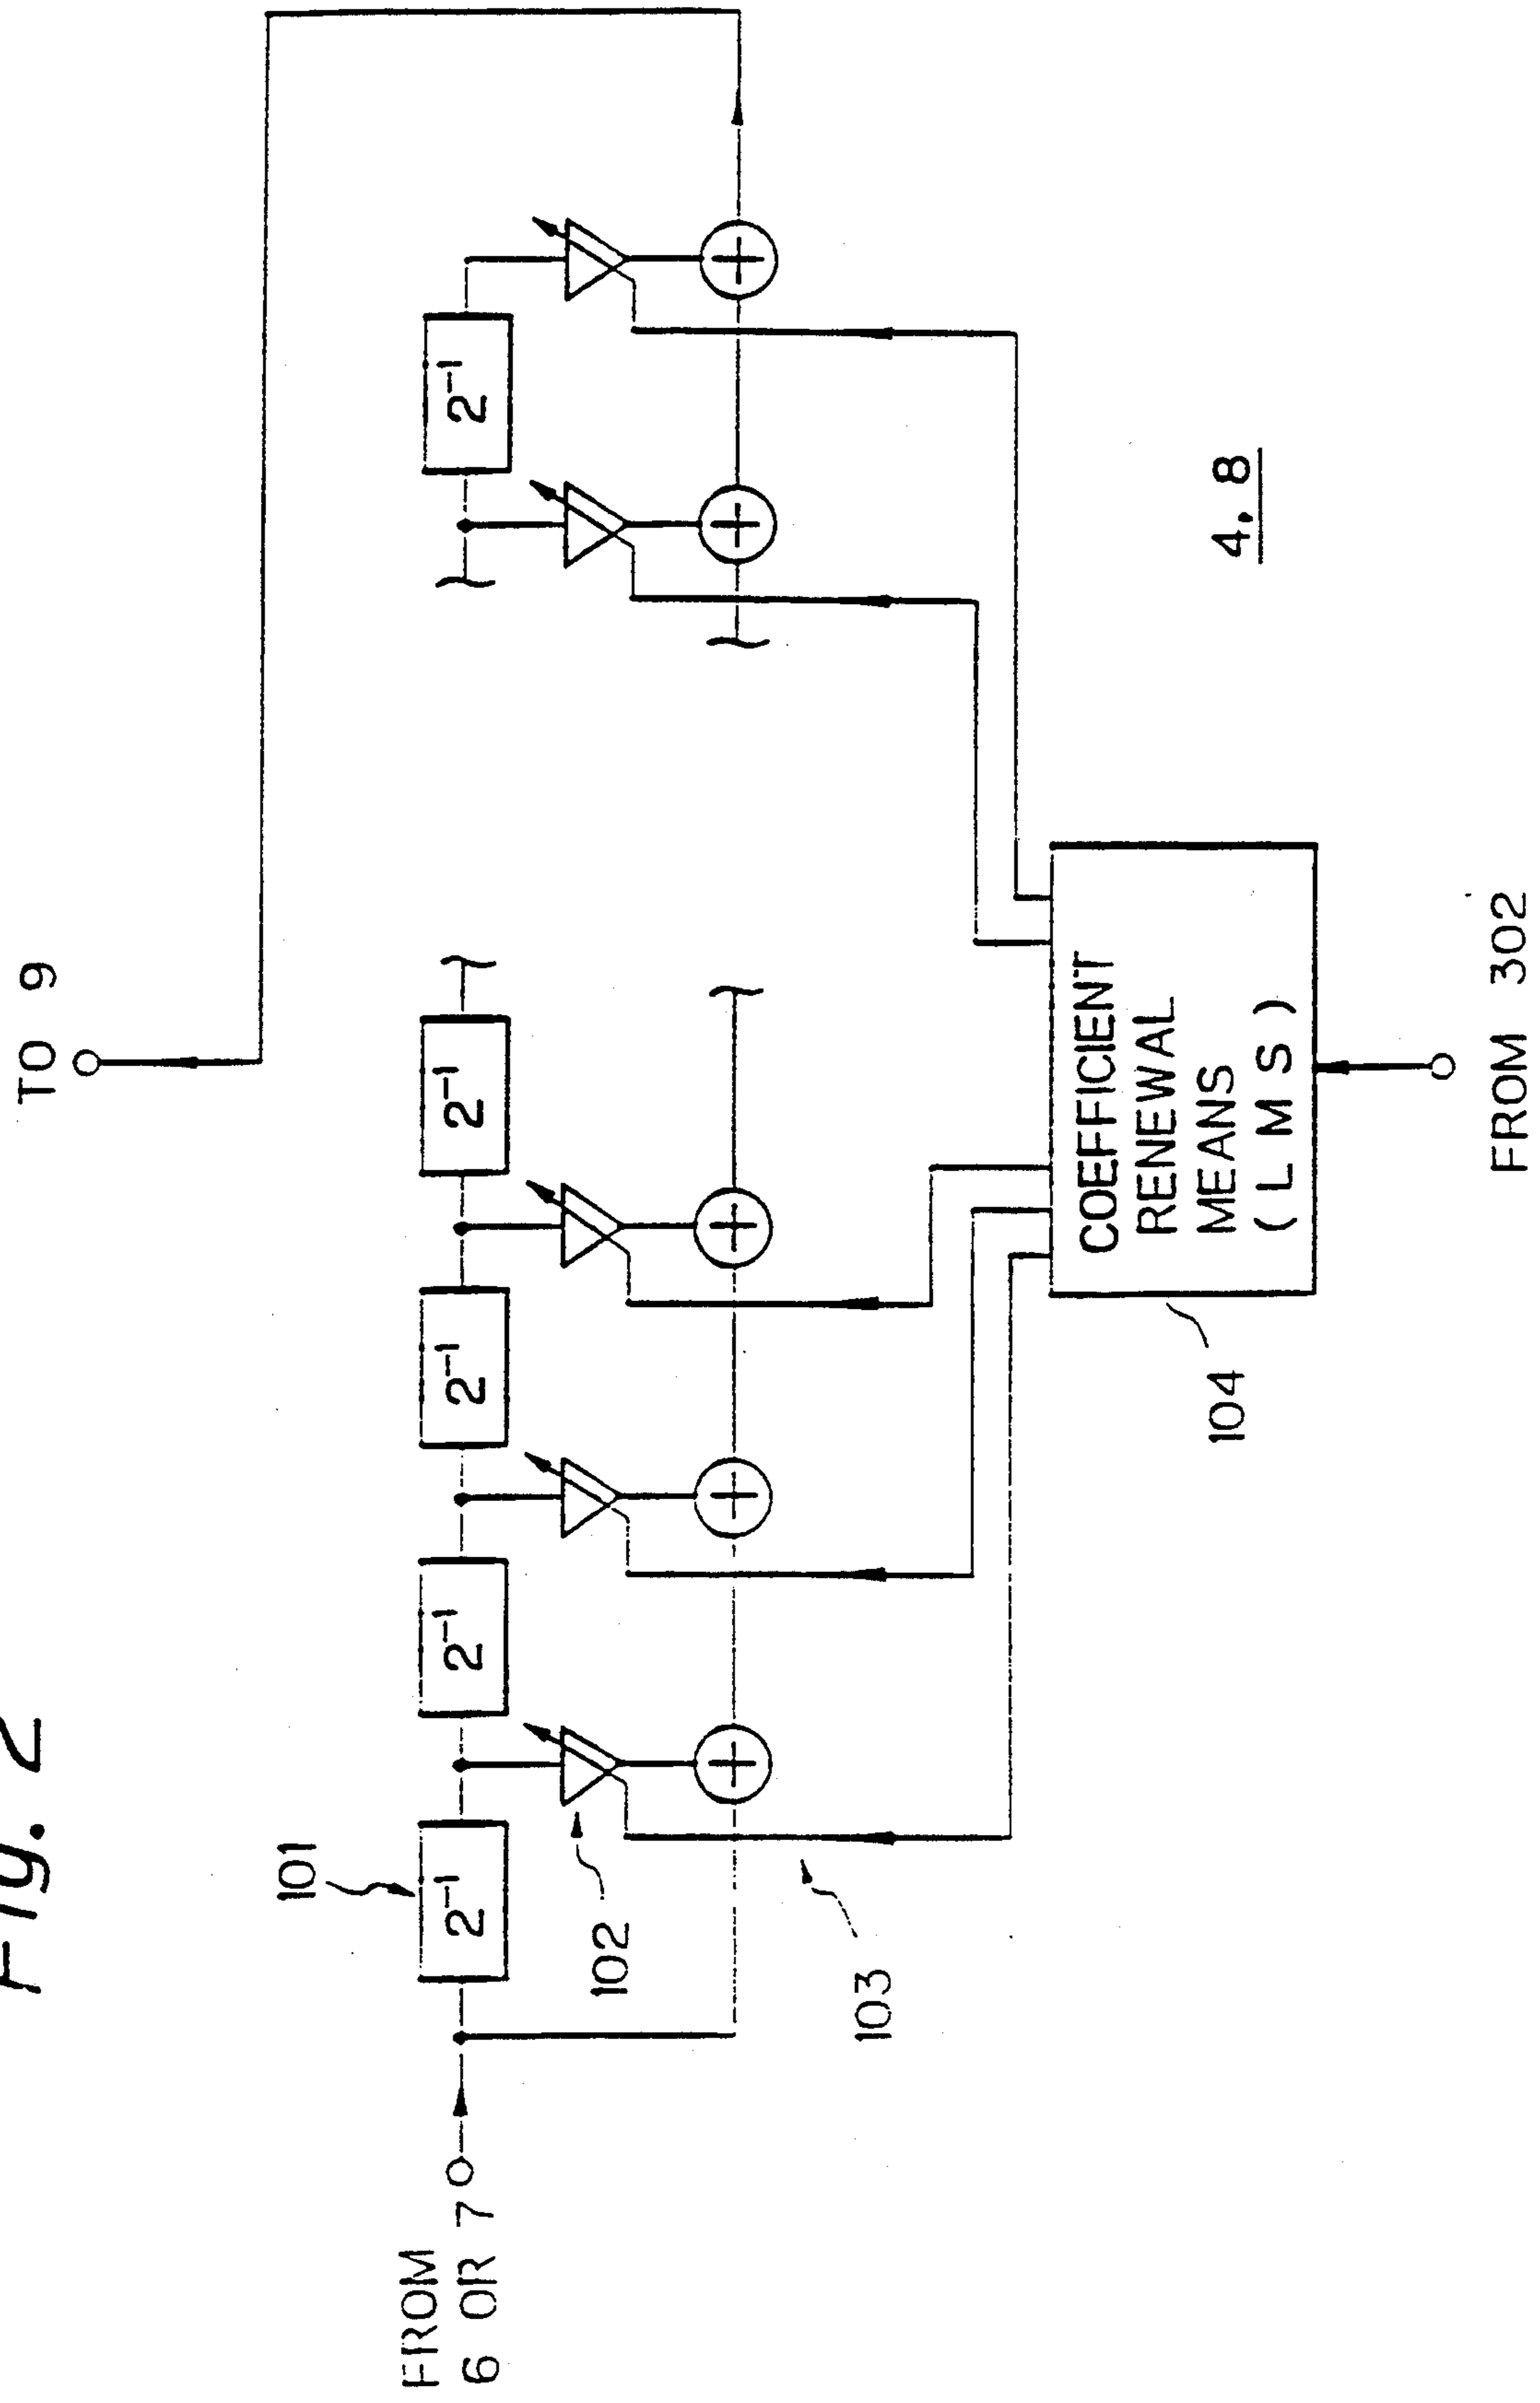 Fig. 2
TO 9
101
2⁻¹
2⁻¹
2⁻¹
2⁻¹
2⁻¹
FROM
6 OR 7
102
103
4, 8
COEFFICIENT
RENEWAL
MEANS
(LMS)
104
FROM 302